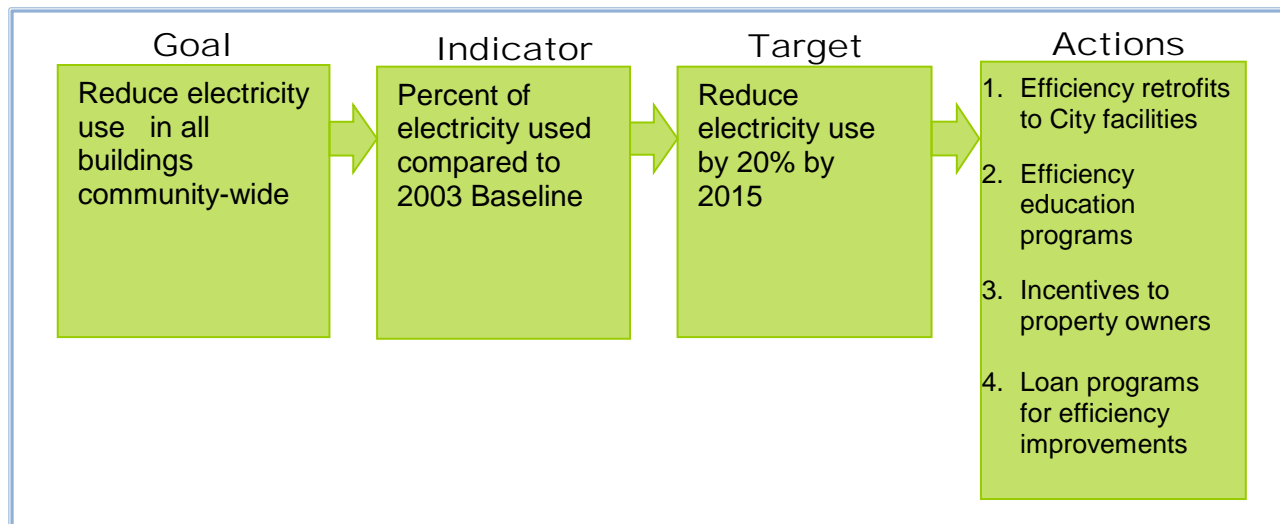 Goal
Reduce electricity
use in all
buildings
community-wide
Indicator
Percent of
electricity used
compared to
2003 Baseline
Target
Reduce
electricity use
by 20% by
2015
Actions
1. Efficiency retrofits
to City facilities
2. Efficiency
education
programs
3. Incentives to
property owners
4. Loan programs
for efficiency
improvements